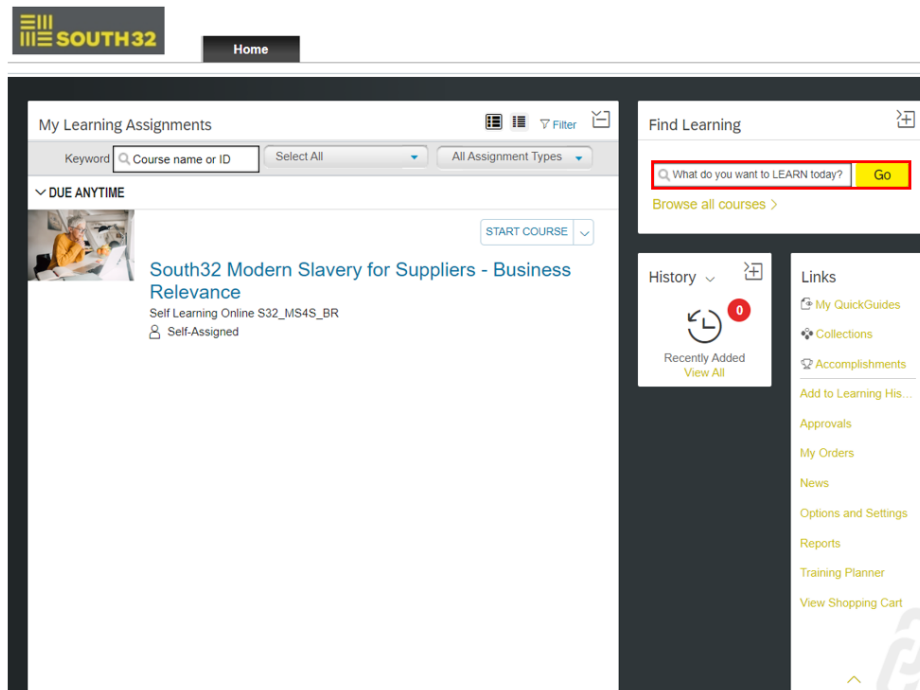 SOUTH32
Home
My Learning Assignments
Filter
Keyword
Course name or ID
Select All
All Assignment Types
DUE ANYTIME
START COURSE
South32 Modern Slavery for Suppliers - Business
Relevance
Self Learning Online S32_MS4S_BR
Self-Assigned
Find Learning
What do you want to LEARN today?
Go
Browse all courses >
History
0
Recently Added
View All
Links
My QuickGuides
Collections
Accomplishments
Add to Learning His...
Approvals
My Orders
News
Options and Settings
Reports
Training Planner
View Shopping Cart